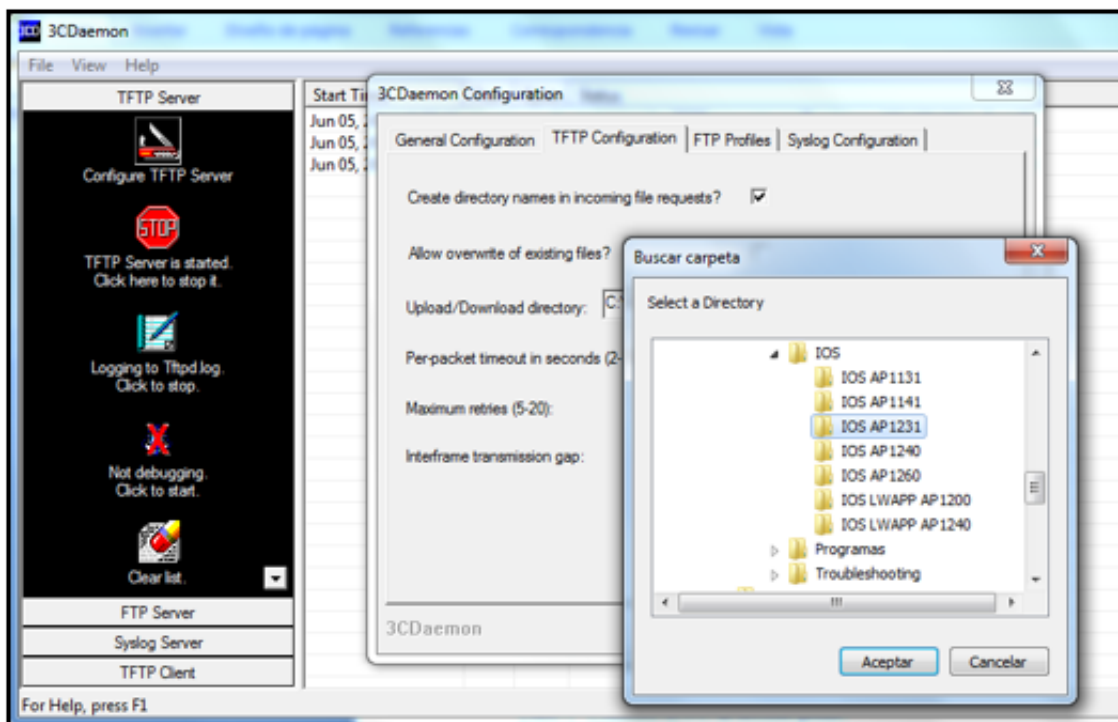 3CDaemon
File View Help
TFTP Server
Configure TFTP Server
STOP
TFTP Server is started.
Click here to stop it.
Logging to Tftpd.log.
Click to stop.
Not debugging.
Click to start.
Clear list.
FTP Server
Syslog Server
TFTP Client
For Help, press F1
Start
Jun 05,
Jun 05,
Jun 05,
3CDaemon Configuration
General Configuration TFTP Configuration FTP Profiles Syslog Configuration
Create directory names in incoming file requests?
Allow overwrite of existing files?
Upload/Download directory: C:
Per-packet timeout in seconds (2-
Maximum retries (5-20):
Interframe transmission gap:
3CDaemon
Buscar carpeta
Select a Directory
IOS
IOS AP1131
IOS AP1141
IOS AP1231
IOS AP1240
IOS AP1260
IOS LWAPP AP1200
IOS LWAPP AP1240
Programas
Troubleshooting
Aceptar Cancelar